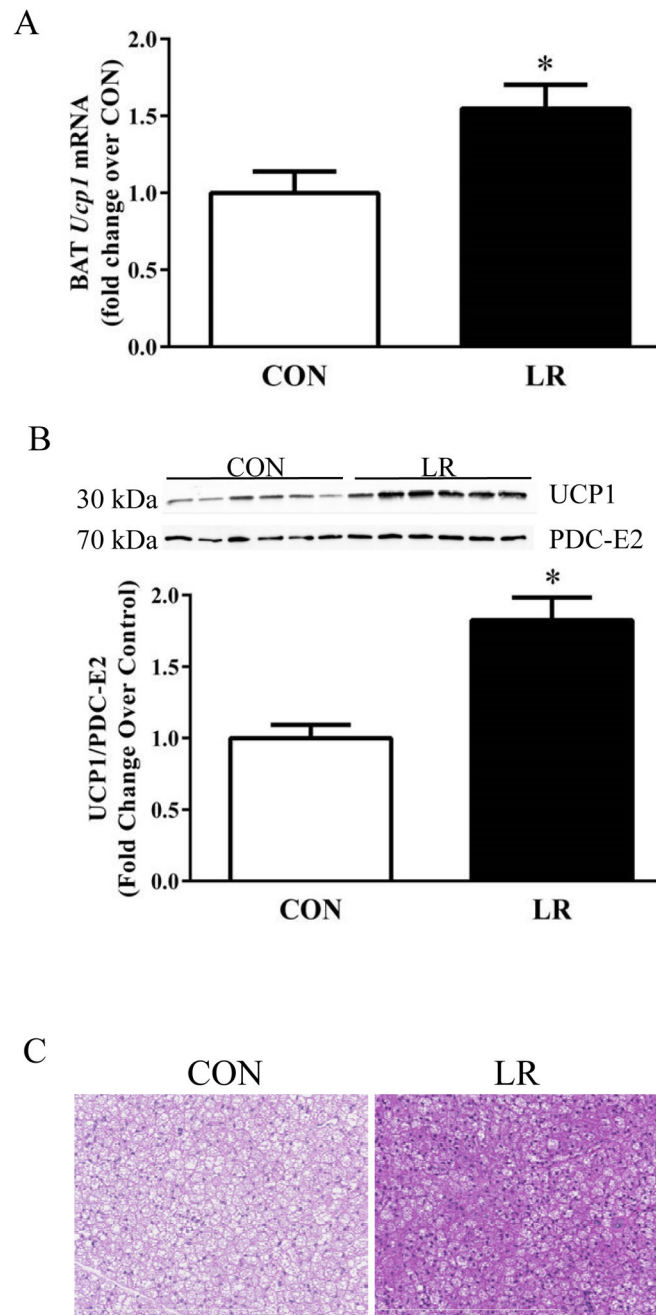 A
BAT Ucp1 mRNA
(fold change over CON)
2.0
1.5
1.0
0.5
0.0
*
CON
LR
B
CON
LR
30 kDa
UCP1
70 kDa
PDC-E2
UCP1/PDC-E2
(Fold Change Over Control)
2.0
1.0
0.5
0.0
*
CON
LR
C
CON
LR